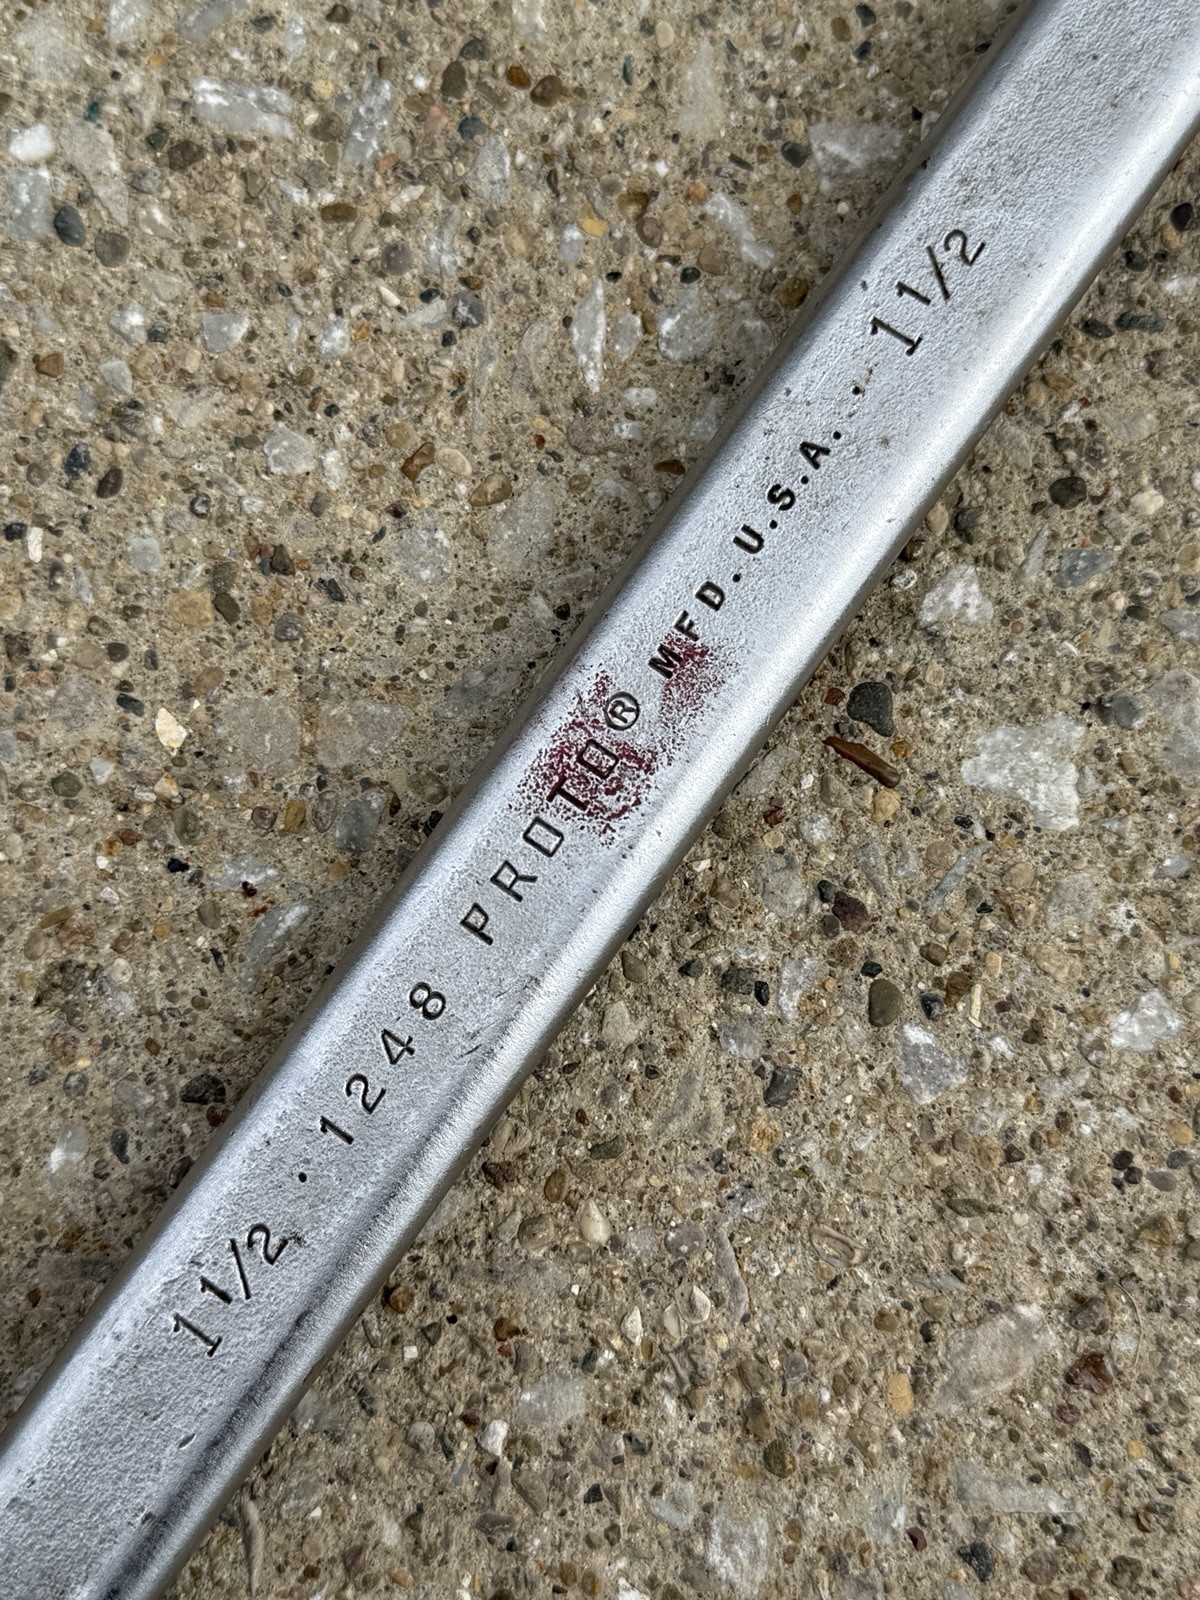 1 1/2 . 1248 PROTO® MFD. U.S.A. . . . 1 1/2